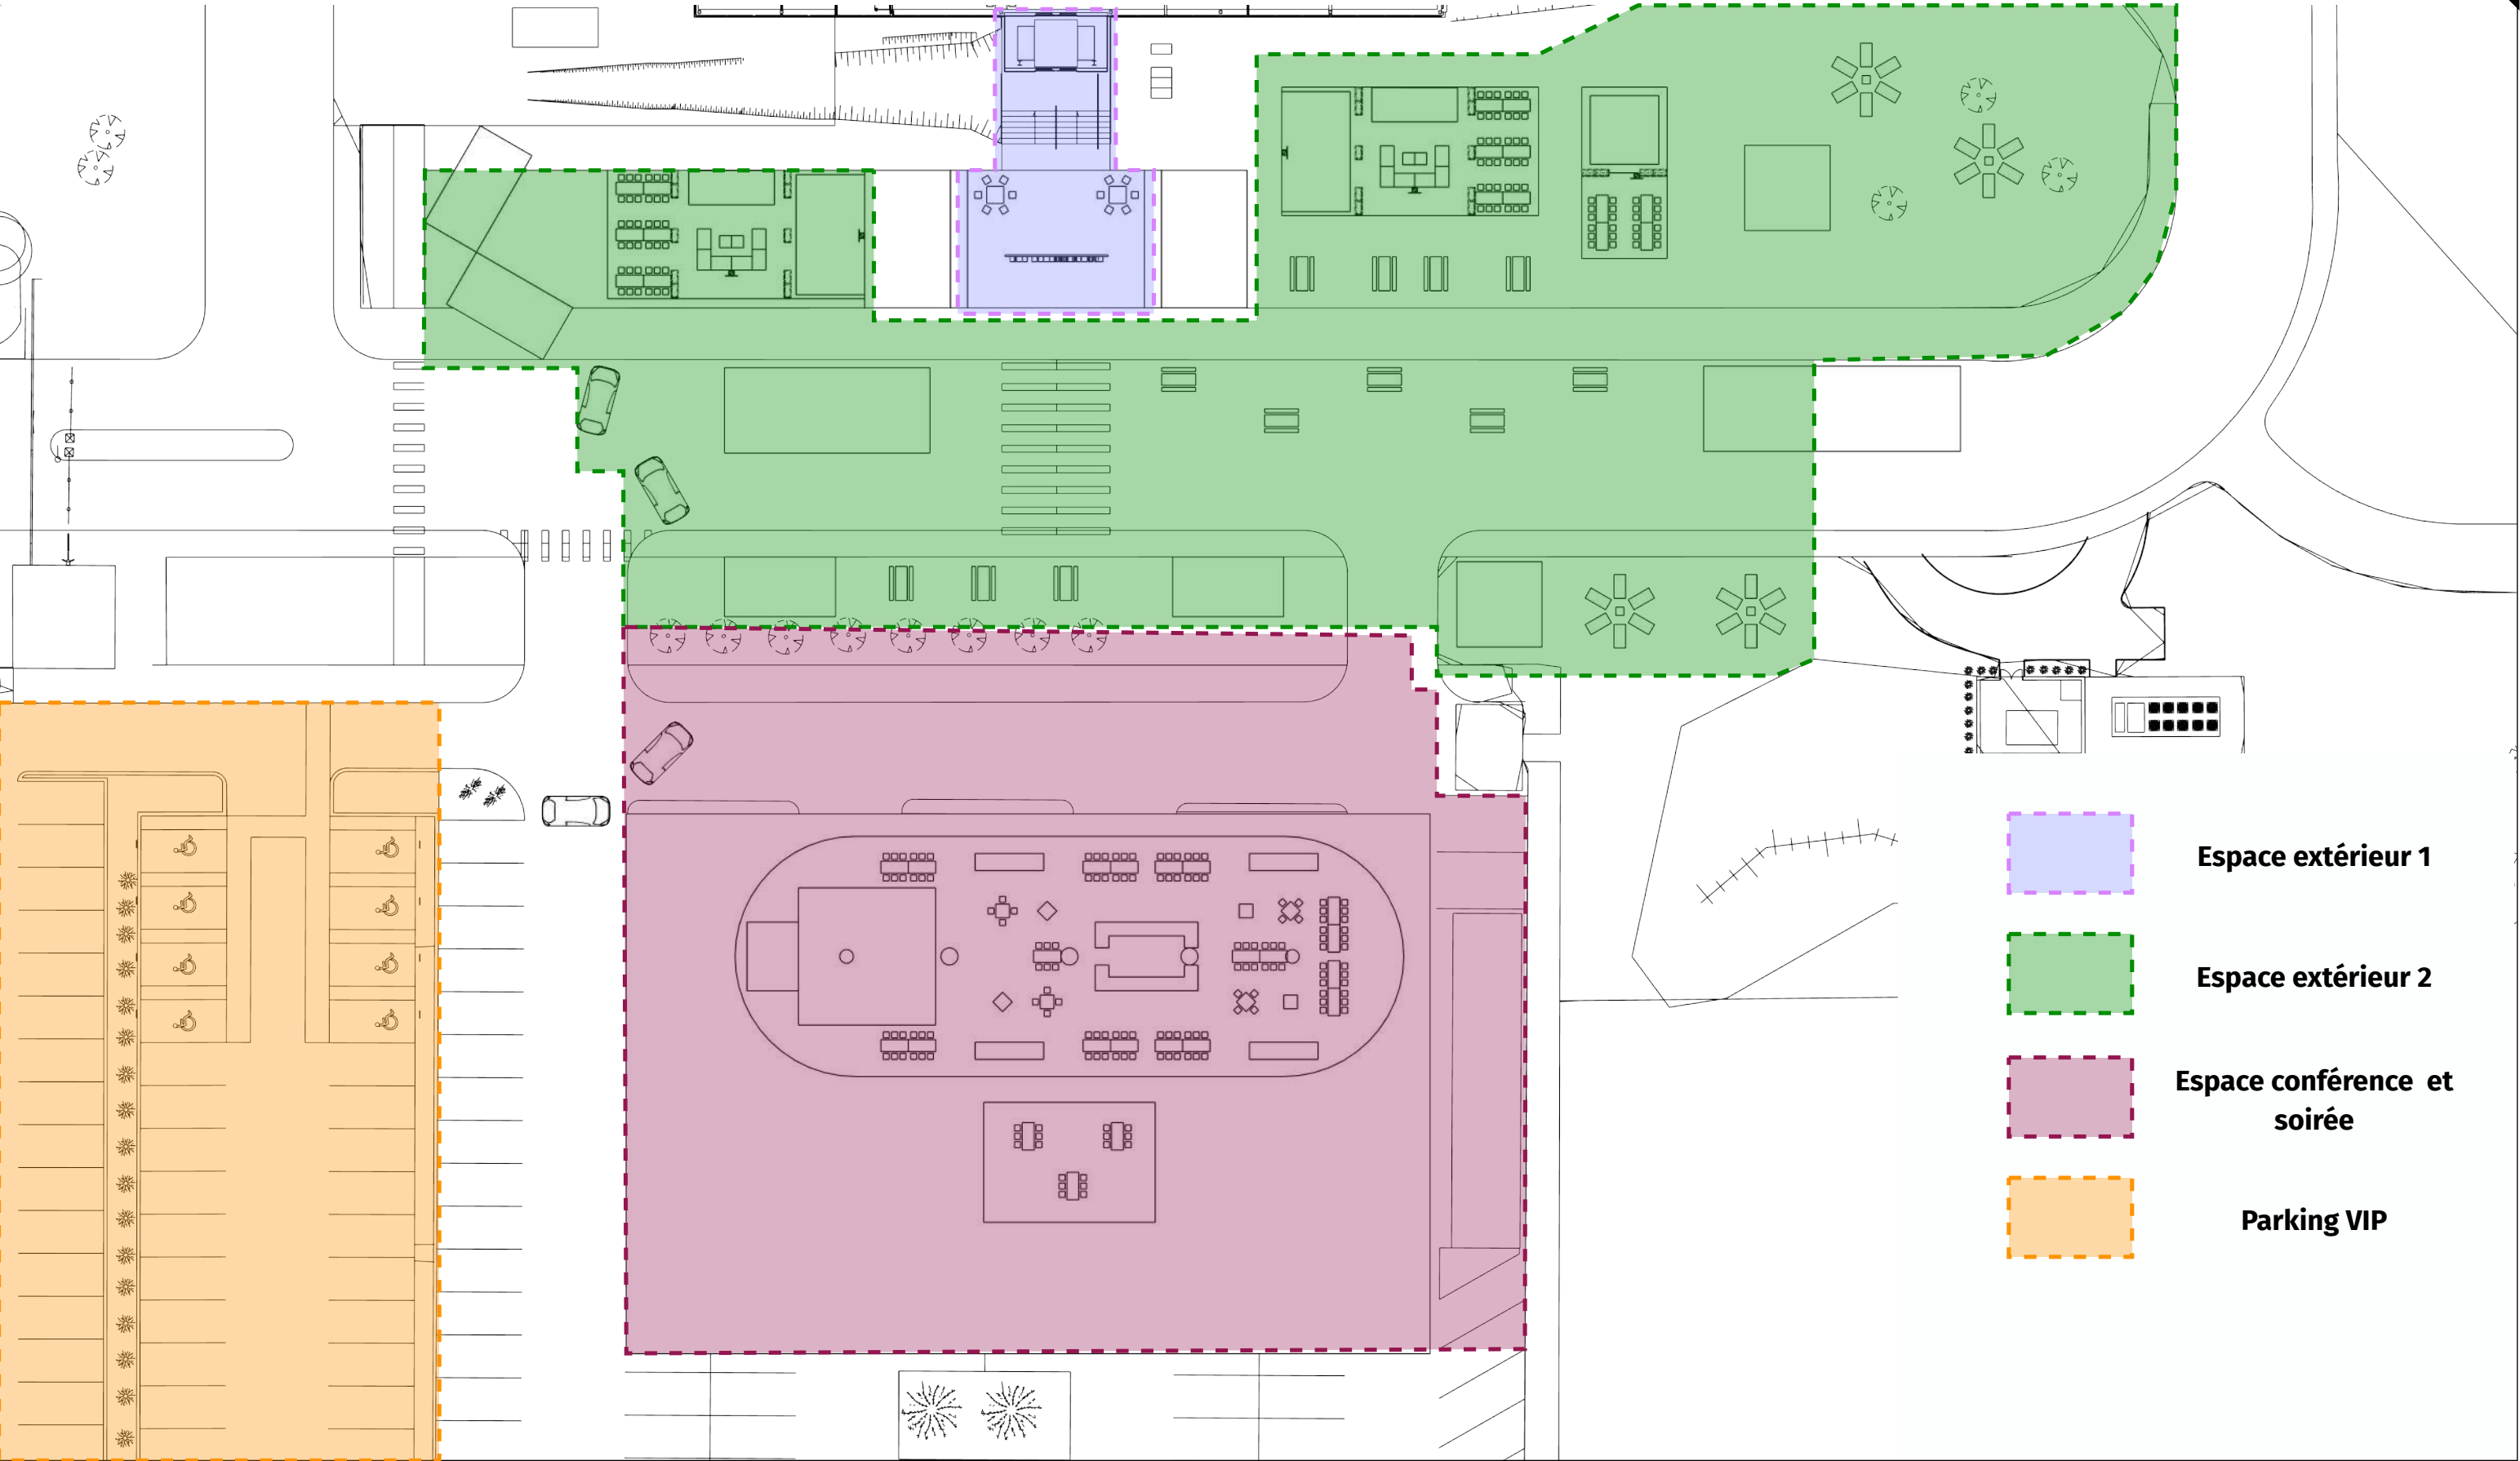 Espace extérieur 1
Espace extérieur 2
Espace conférence et
soirée
Parking VIP